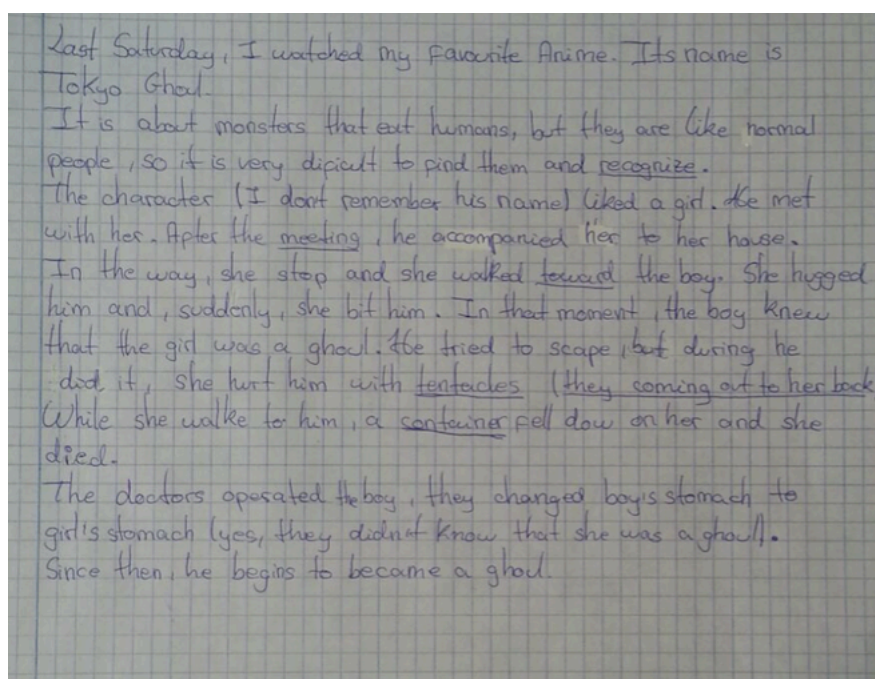 Last Saturday, I watched my favourite Anime. Its name is
Tokyo Ghoul.
It is about monsters that eat humans, but they are like normal
people, so it is very dificult to find them and recognize.
The character (I don't remember his name) liked a girl. He met
with her. After the meeting, he accompanied her to her house.
In the way, she stop and she walked toward the boy. She hugged
him and, suddenly, she bit him. In that moment, the boy knew
that the girl was a ghoul. He tried to scape, but during he
did it, she hurt him with tentacles (they coming out to her back
While she walke to him, a container fell dow on her and she
died.
The doctors operated the boy, they changed boy's stomach to
girl's stomach (yes, they didn't know that she was a ghoul).
Since then, he begins to became a ghoul.